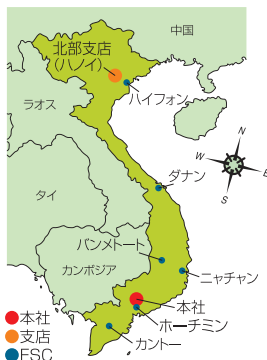 中国
北部支店
(ハノイ)
ハイフォン
ラオス
N
W
E
S
ダナン
タイ
バンメトート
カンボジア
ニャチャン
本社
ホーチミン
カントー
本社
支店
ESC